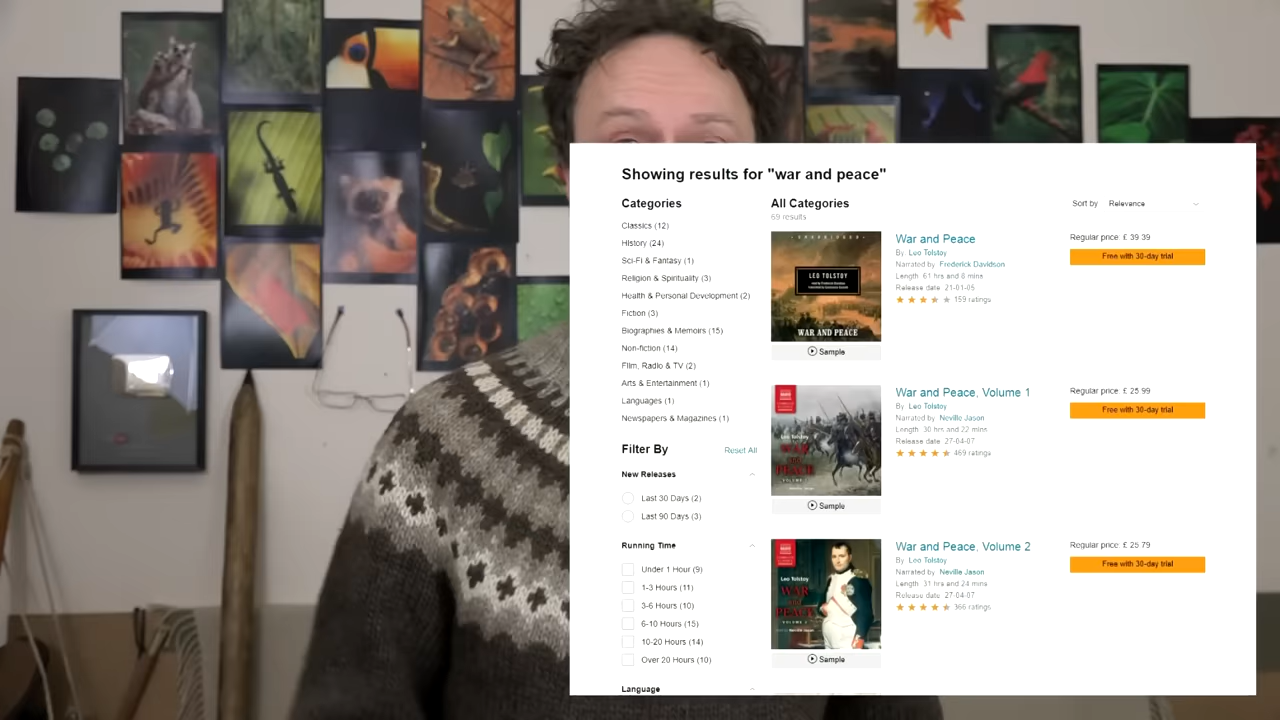 Showing results for "war and peace"
Categories
Classics (12)
History (24)
Sci-Fi & Fantasy (1)
Religion & Spirituality (3)
Health & Personal Development (2)
Fiction (3)
Biographies & Memoirs (15)
Non-fiction (14)
Film, Radio & TV (2)
Arts & Entertainment (1)
Languages (1)
Newspapers & Magazines (1)
Filter By
Reset All
New Releases
Last 30 Days (2)
Last 90 Days (3)
Running Time
Under 1 Hour (9)
1-3 Hours (11)
3-6 Hours (10)
6-10 Hours (15)
10-20 Hours (14)
Over 20 Hours (10)
Language
All Categories
69 results
Sort by Relevance
UNABRIDGED
LEO TOLSTOY
WAR AND PEACE
Sample
War and Peace
By Leo Tolstoy
Narrated by Frederick Davidson
Length 61 hrs and 8 mins
Release date 21-01-05
159 ratings
Regular price £ 39 39
Free with 30-day trial
Leo Tolstoy
WAR
AND
PEACE
Sample
War and Peace, Volume 1
By Leo Tolstoy
Narrated by Neville Jason
Length 30 hrs and 22 mins
Release date 27-04-07
469 ratings
Regular price £ 25 99
Free with 30-day trial
Leo Tolstoy
WAR
AND
PEACE
Sample
War and Peace, Volume 2
By Leo Tolstoy
Narrated by Neville Jason
Length 31 hrs and 24 mins
Release date 27-04-07
366 ratings
Regular price £ 25 79
Free with 30-day trial